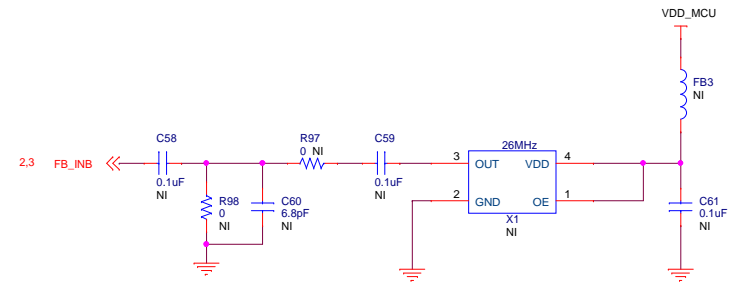 VDD_MCU
FB3
NI
C58
R97
0 NI
C59
26MHz
2,3 FB_INB
3 OUT VDD 4
0.1uF
NI
R98
0
NI
C60
6.8pF
NI
0.1uF
NI
2 GND OE 1
X1
NI
C61
0.1uF
NI